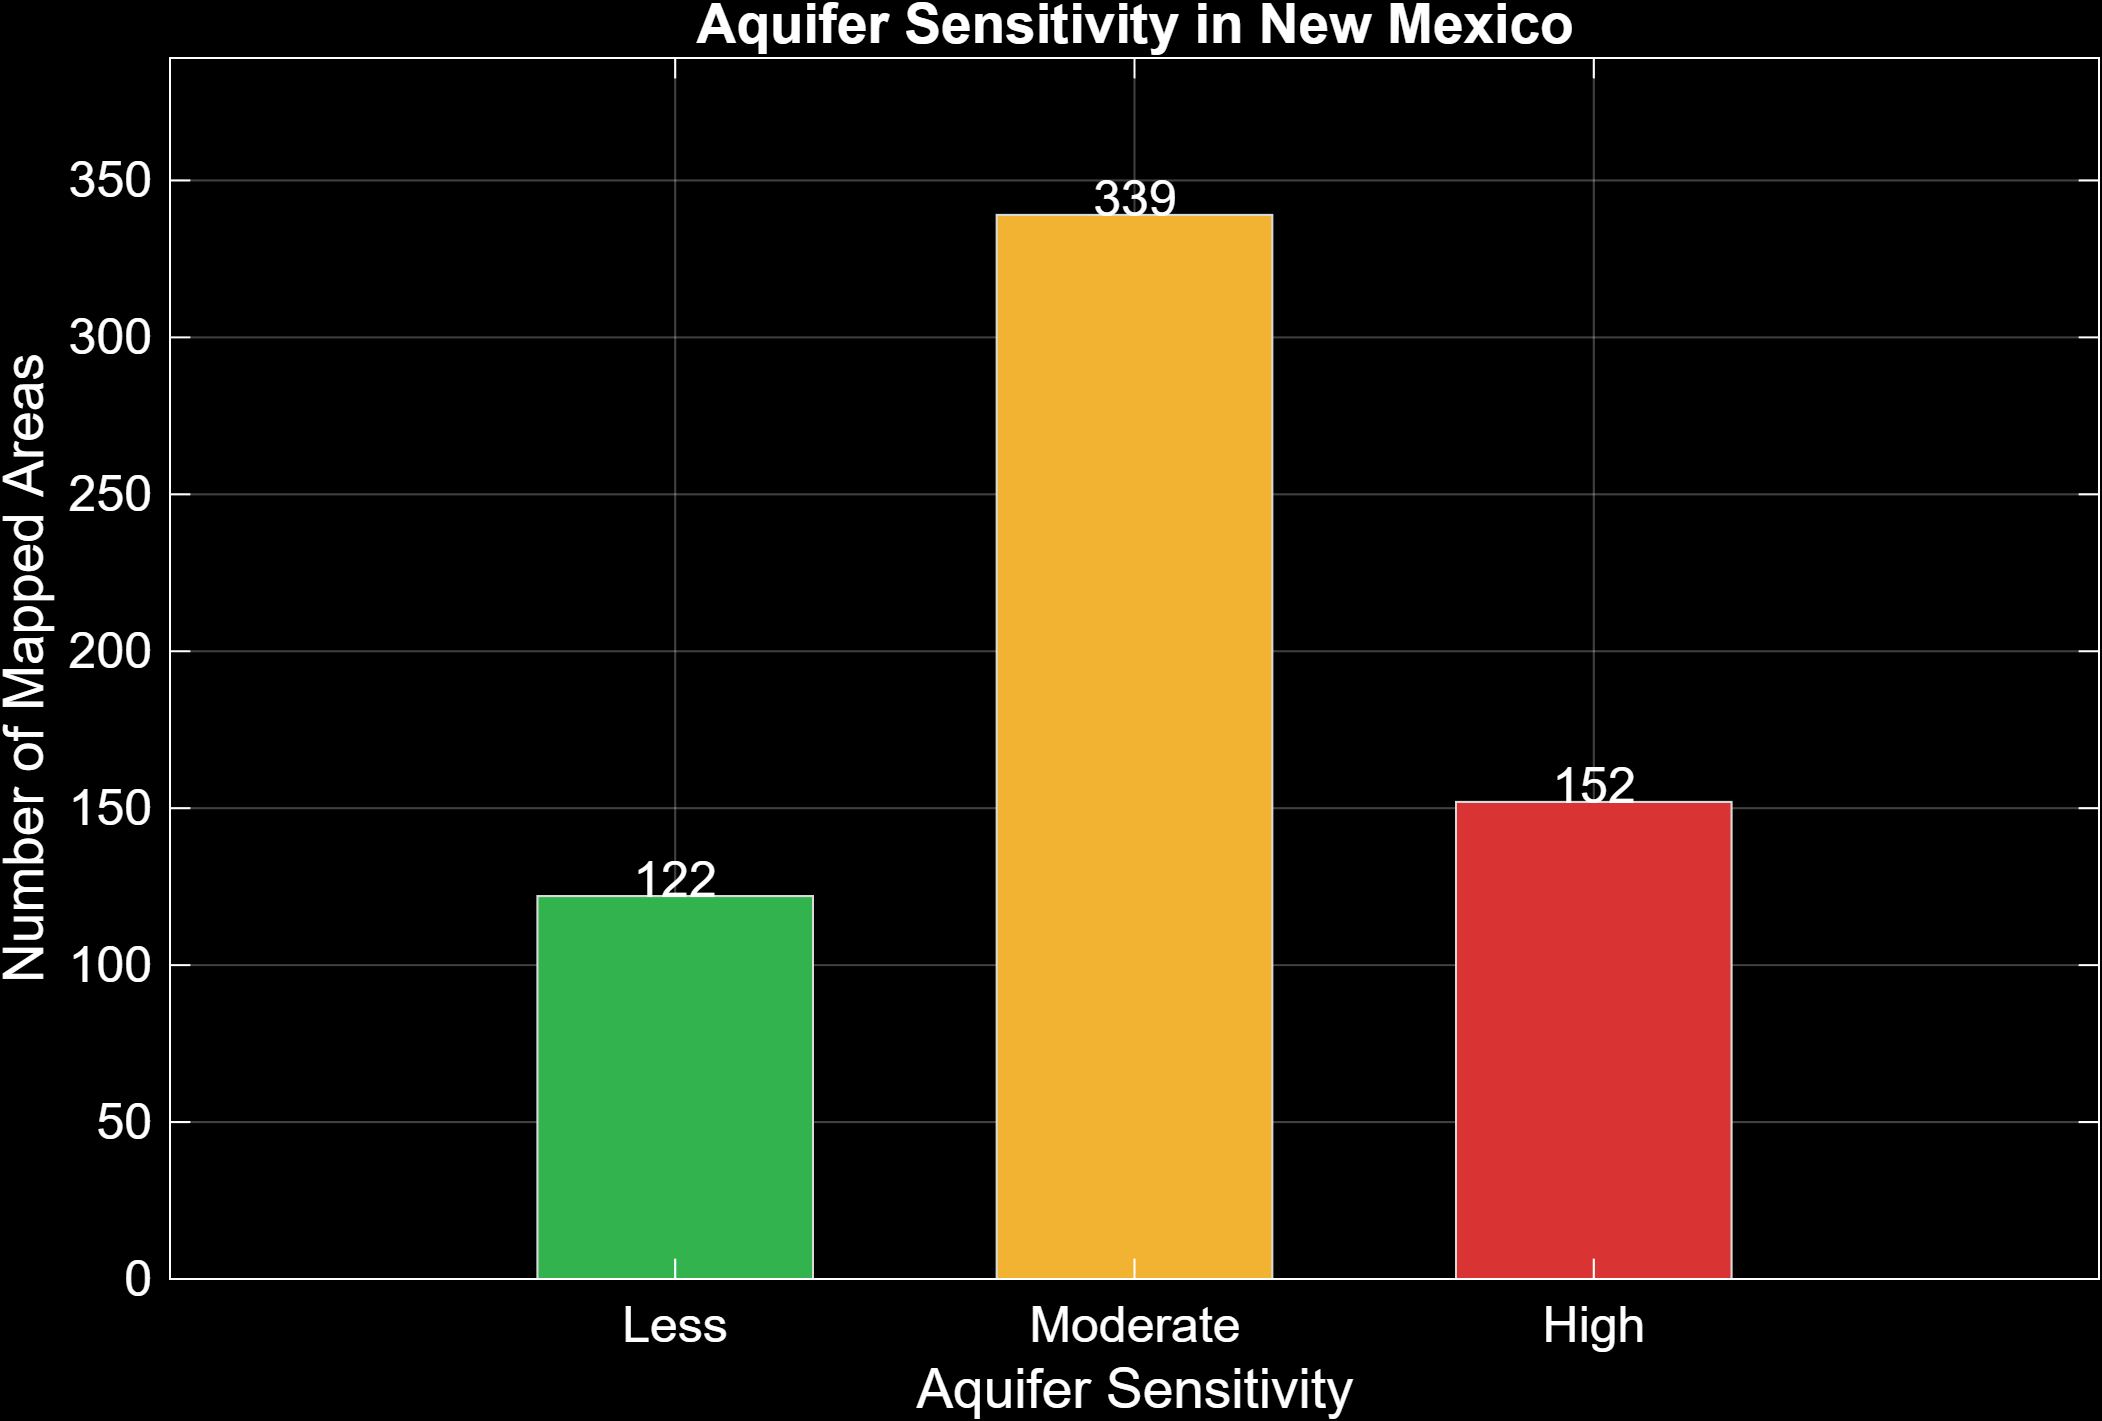 Aquifer Sensitivity in New Mexico
Number of Mapped Areas
350
300
250
200
150
100
50
0
339
152
122
Less Moderate High
Aquifer Sensitivity